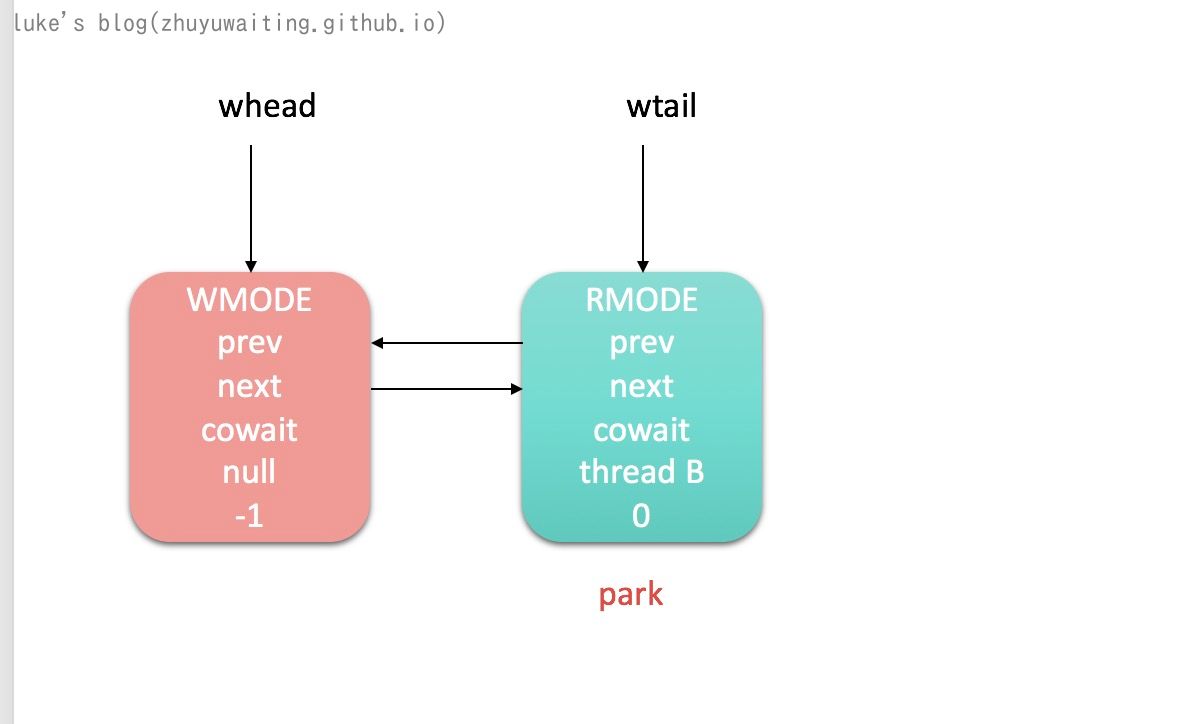 luke's blog(zhuyuwaiting.github.io)
whead
wtail
WMODE
prev
next
cowait
null
-1
RMODE
prev
next
cowait
thread B
0
park